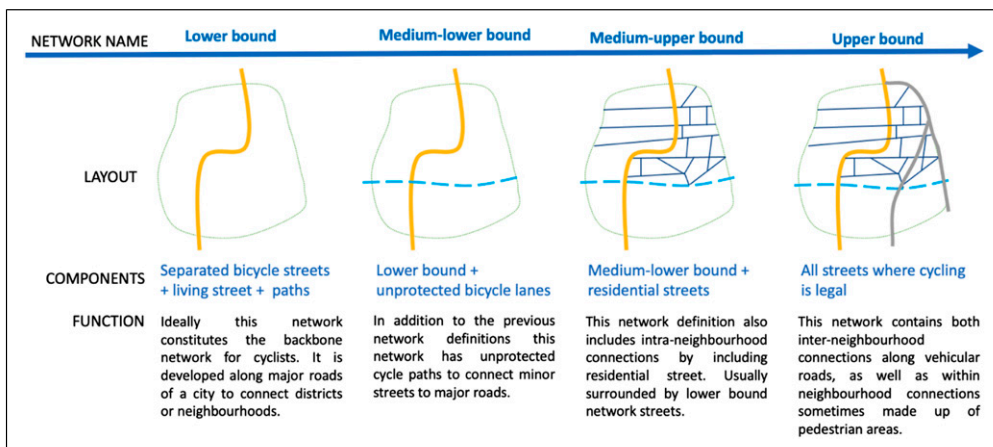 NETWORK NAME
Lower bound
Medium-lower bound
Medium-upper bound
Upper bound
LAYOUT
COMPONENTS
Separated bicycle streets
+ living street + paths
Lower bound +
unprotected bicycle lanes
Medium-lower bound +
residential streets
All streets where cycling
is legal
FUNCTION
Ideally this network
constitutes the backbone
network for cyclists. It is
developed along major roads
of a city to connect districts
or neighbourhoods.
In addition to the previous
network definitions this
network has unprotected
cycle paths to connect minor
streets to major roads.
This network definition also
includes intra-neighbourhood
connections by including
residential street. Usually
surrounded by lower bound
network streets.
This network contains both
inter-neighbourhood
connections along vehicular
roads, as well as within
neighbourhood connections
sometimes made up of
pedestrian areas.